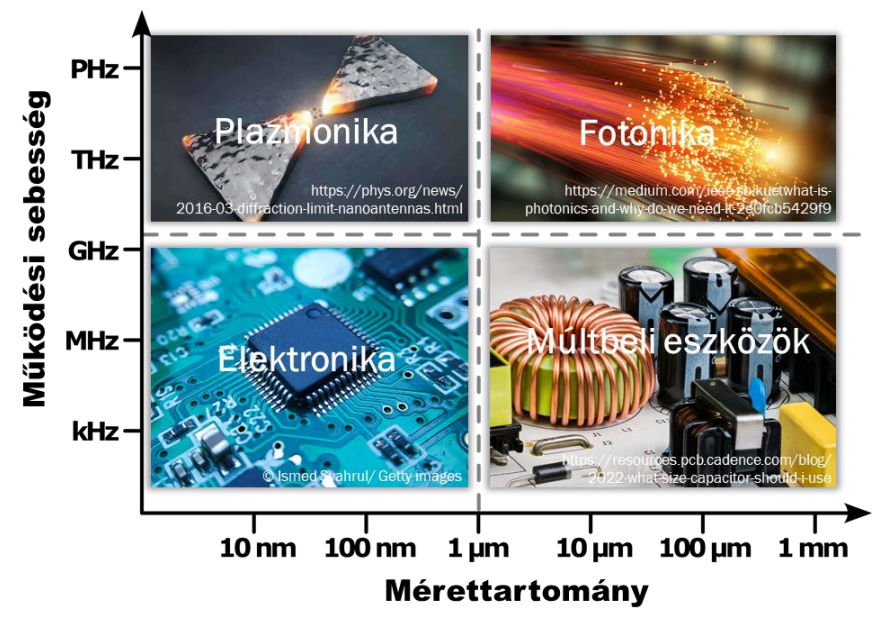 Működési sebesség
PHz
THz
GHz
MHz
kHz
Plazmonika
https://phys.org/news/
2016-03-diffraction-limit-nanoantennas.html
Fotonika
https://medium.com/ieee-sb-kuetwhat-is-
photonics-and-why-do-we-need-it-2e0fcb5429f9
Elektronika
© Ismed Syahrul/ Getty images
Múltbeli eszközök
https://resources.pcb.cadence.com/blog/
2022-what-size-capacitor-should-i-use
10 nm
100 nm
1 µm
10 µm
100 µm
1 mm
Mérettartomány